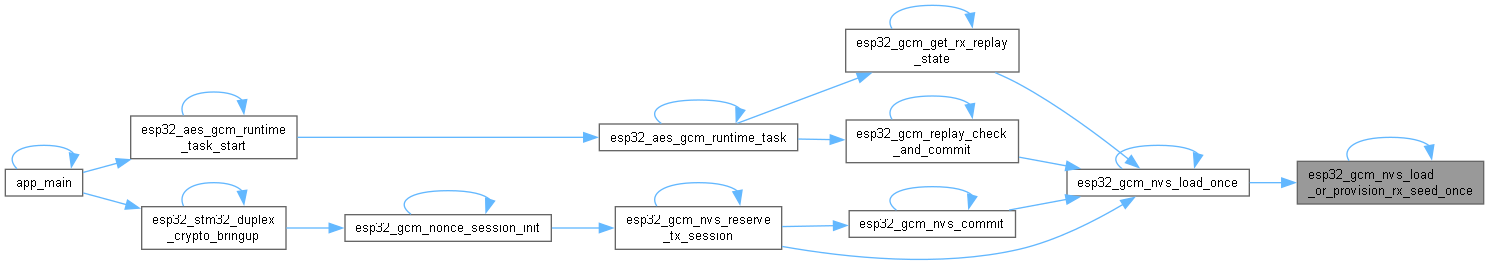 esp32_gcm_get_rx_replay
_state
esp32_aes_gcm_runtime
_task_start
esp32_aes_gcm_runtime_task
esp32_gcm_replay_check
_and_commit
app_main
esp32_gcm_nvs_load_once
esp32_gcm_nvs_load
_or_provision_rx_seed_once
esp32_stm32_duplex
_crypto_bringup
esp32_gcm_nonce_session_init
esp32_gcm_nvs_reserve
_tx_session
esp32_gcm_nvs_commit